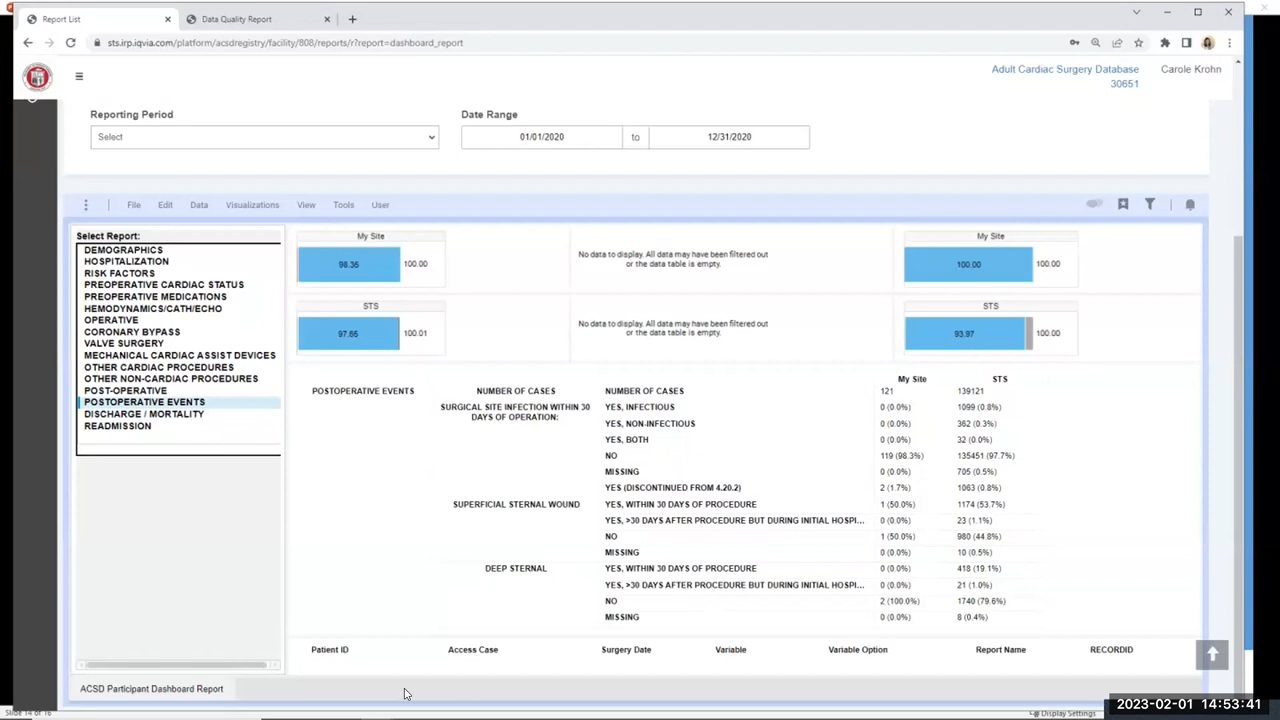 Report List
Data Quality Report
sts.irp.iqvia.com/platform/acsdregistry/facility/808/reports/r?report=dashboard_report
Adult Cardiac Surgery Database
30651
Carole Krohn
Reporting Period
Date Range
Select
01/01/2020 to 12/31/2020
File Edit Data Visualizations View Tools User
Select Report:
DEMOGRAPHICS
HOSPITALIZATION
RISK FACTORS
PREOPERATIVE CARDIAC STATUS
PREOPERATIVE MEDICATIONS
HEMODYNAMICS/CATH/ECHO
OPERATIVE
CORONARY BYPASS
VALVE SURGERY
MECHANICAL CARDIAC ASSIST DEVICES
OTHER CARDIAC PROCEDURES
OTHER NON-CARDIAC PROCEDURES
POST-OPERATIVE
POSTOPERATIVE EVENTS
DISCHARGE / MORTALITY
READMISSION
My Site
98.35 100.00
No data to display. All data may have been filtered out
or the data table is empty.
My Site
100.00 100.00
STS
97.65 100.01
No data to display. All data may have been filtered out
or the data table is empty.
STS
93.97 100.00
My Site STS
POSTOPERATIVE EVENTS NUMBER OF CASES NUMBER OF CASES 121 139121
SURGICAL SITE INFECTION WITHIN 30 DAYS OF OPERATION: YES, INFECTIOUS 0 (0.0%) 1099 (0.8%)
YES, NON-INFECTIOUS 0 (0.0%) 362 (0.3%)
YES, BOTH 0 (0.0%) 32 (0.0%)
NO 119 (98.3%) 135451 (97.7%)
MISSING 0 (0.0%) 705 (0.5%)
YES (DISCONTINUED FROM 4.20.2) 2 (1.7%) 1063 (0.8%)
SUPERFICIAL STERNAL WOUND YES, WITHIN 30 DAYS OF PROCEDURE 1 (50.0%) 1174 (53.7%)
YES, >30 DAYS AFTER PROCEDURE BUT DURING INITIAL HOSPI... 0 (0.0%) 23 (1.1%)
NO 1 (50.0%) 980 (44.8%)
MISSING 0 (0.0%) 10 (0.5%)
DEEP STERNAL YES, WITHIN 30 DAYS OF PROCEDURE 0 (0.0%) 418 (19.1%)
YES, >30 DAYS AFTER PROCEDURE BUT DURING INITIAL HOSPI... 0 (0.0%) 21 (1.0%)
NO 2 (100.0%) 1740 (79.6%)
MISSING 0 (0.0%) 8 (0.4%)
Patient ID Access Case Surgery Date Variable Variable Option Report Name RECORDID
ACSD Participant Dashboard Report
Slide 14 of 16
Display Settings
2023-02-01 14:53:41